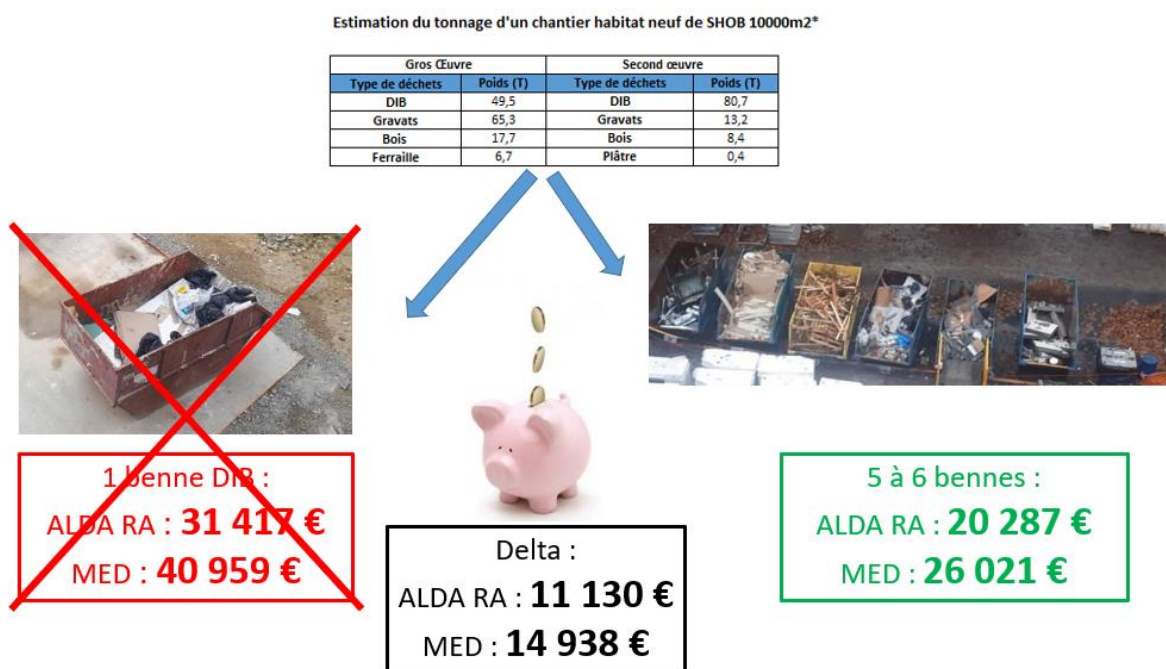 Estimation du tonnage d'un chantier habitat neuf de SHOB 10000m2*
Gros Œuvre Second œuvre
Type de déchets Poids (T) Type de déchets Poids (T)
DIB 49,5 DIB 80,7
Gravats 65,3 Gravats 13,2
Bois 17,7 Bois 8,4
Ferraille 6,7 Plâtre 0,4
1 benne DIB :
ALDA RA : 31 417 €
MED : 40 959 €
Delta :
ALDA RA : 11 130 €
MED : 14 938 €
5 à 6 bennes :
ALDA RA : 20 287 €
MED : 26 021 €